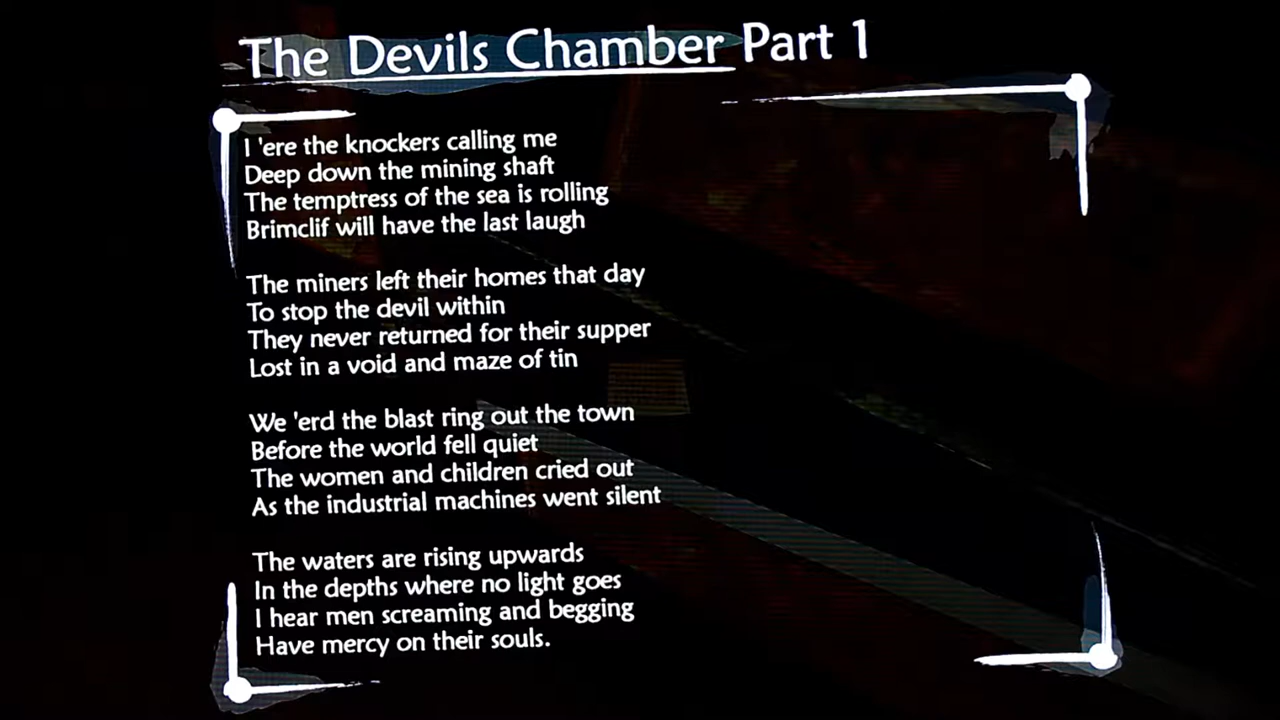 The Devils Chamber Part 1
I 'ere the knockers calling me
Deep down the mining shaft
The temptress of the sea is rolling
Brimclif will have the last laugh
The miners left their homes that day
To stop the devil within
They never returned for their supper
Lost in a void and maze of tin
We 'erd the blast ring out the town
Before the world fell quiet
The women and children cried out
As the industrial machines went silent
The waters are rising upwards
In the depths where no light goes
I hear men screaming and begging
Have mercy on their souls.